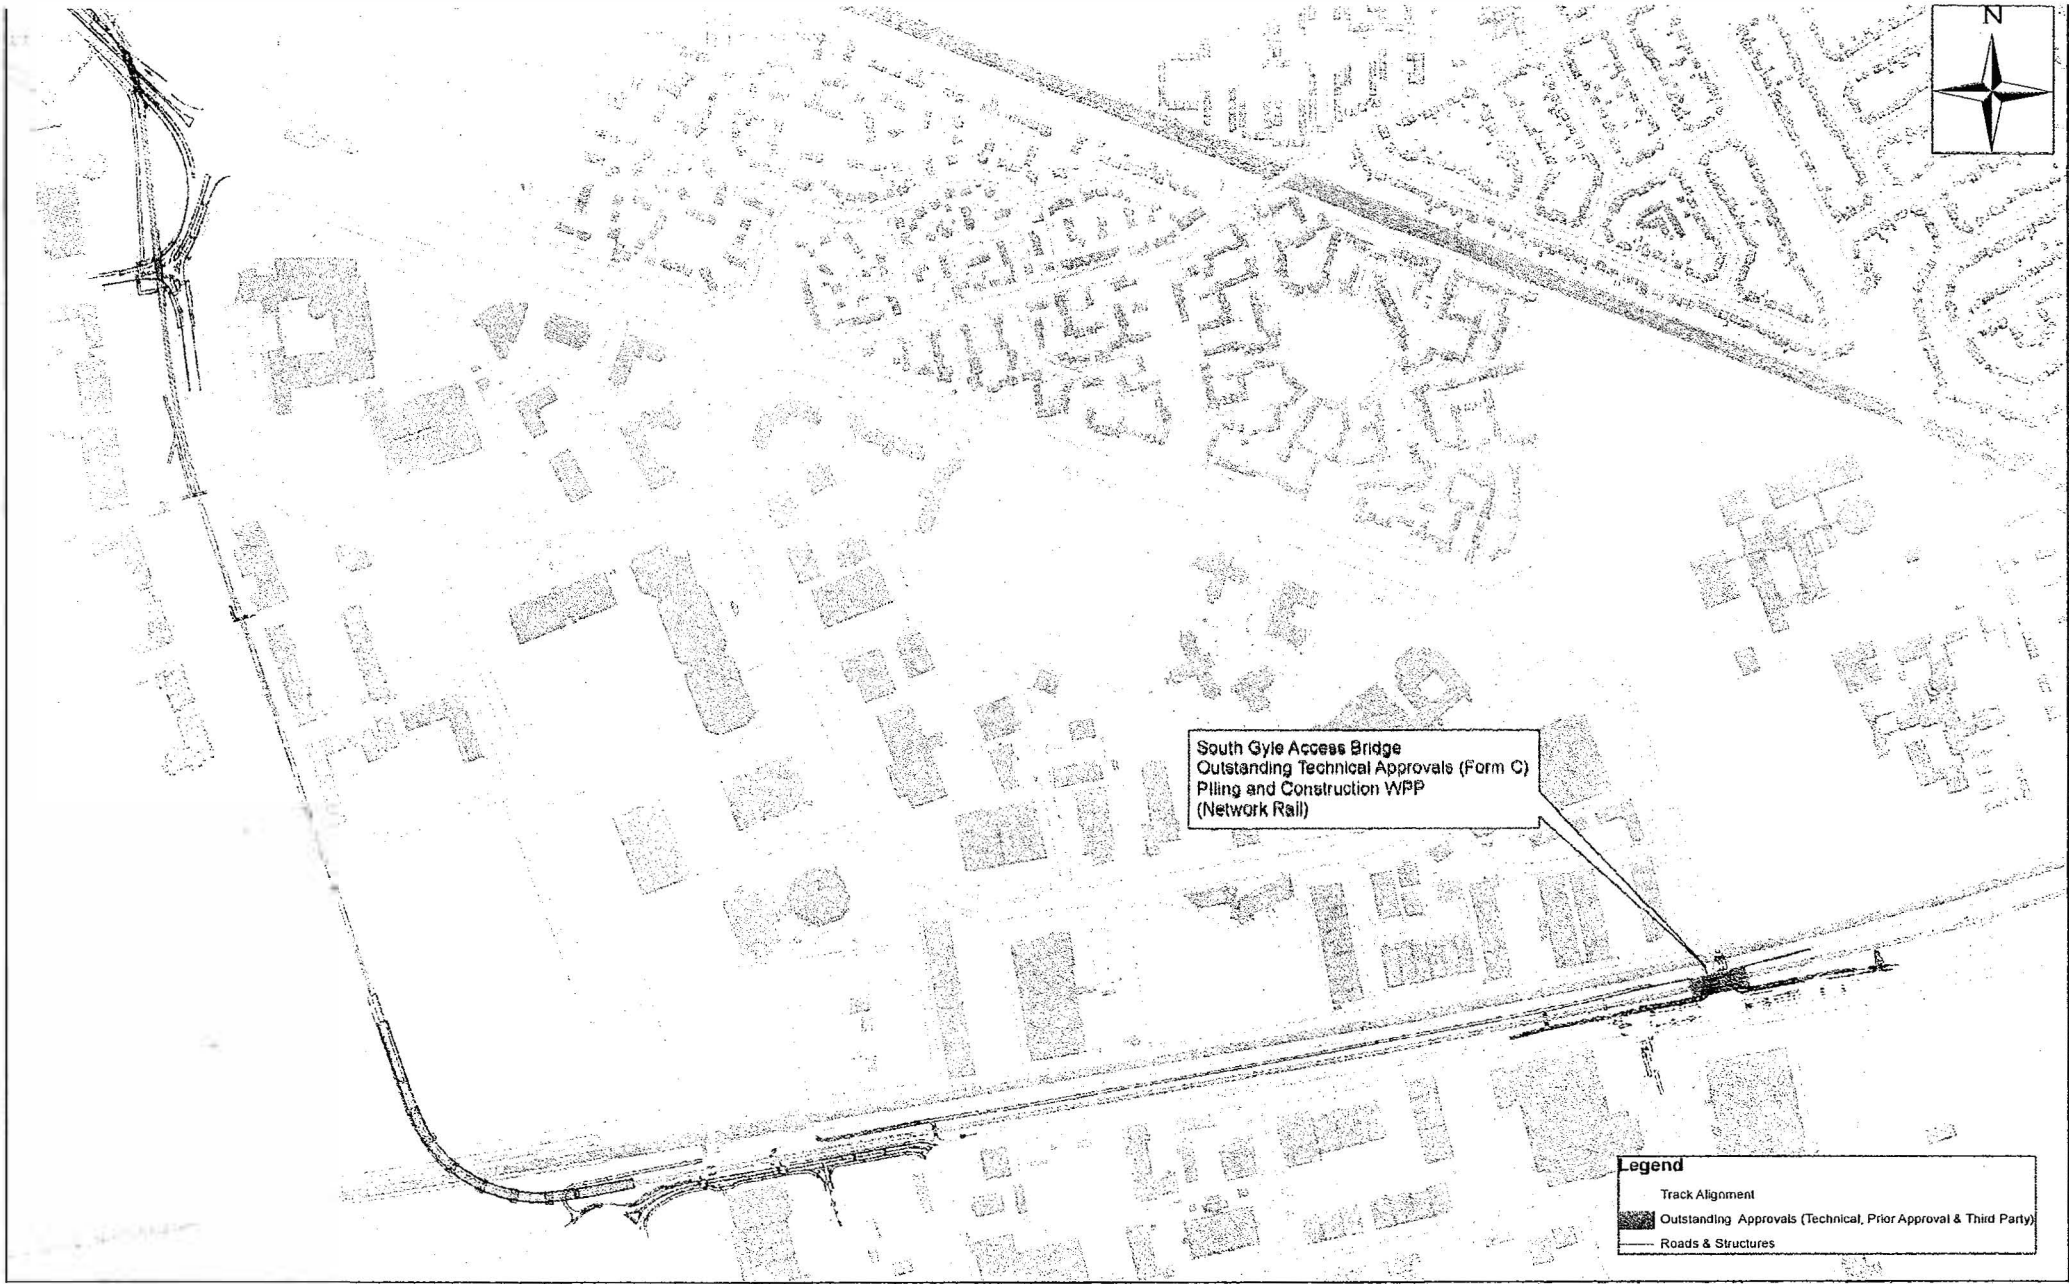 N
South Gyle Access Bridge
Outstanding Technical Approvals (Form C)
Piling and Construction WPP
(Network Rail)
Legend
Track Alignment
Outstanding Approvals (Technical, Prior Approval & Third Party)
Roads & Structures